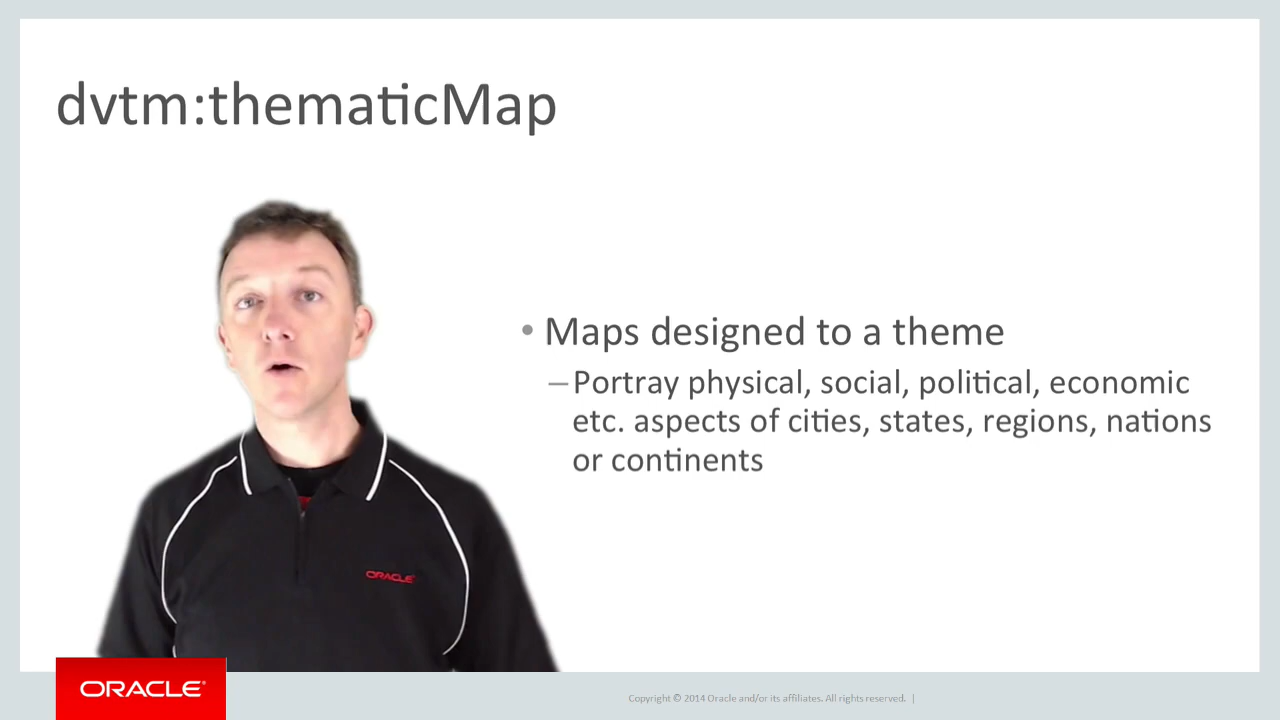 dvtm:thematicMap
• Maps designed to a theme
–Portray physical, social, political, economic
etc. aspects of cities, states, regions, nations
or continents
ORACLE
ORACLE
Copyright © 2014 Oracle and/or its affiliates. All rights reserved. |